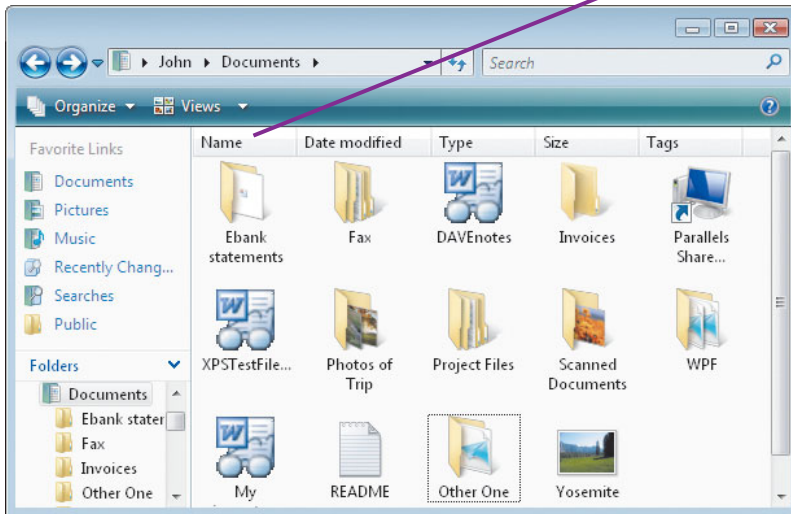 John Documents
Search
Organize Views
Favorite Links
Documents
Pictures
Music
Recently Chang...
Searches
Public
Folders
Documents
Ebank stater
Fax
Invoices
Other One
Name Date modified Type Size Tags
Ebank statements
Fax
DAVEnotes
Invoices
Parallels Share...
XPSTestFile...
Photos of Trip
Project Files
Scanned Documents
WPF
My
README
Other One
Yosemite